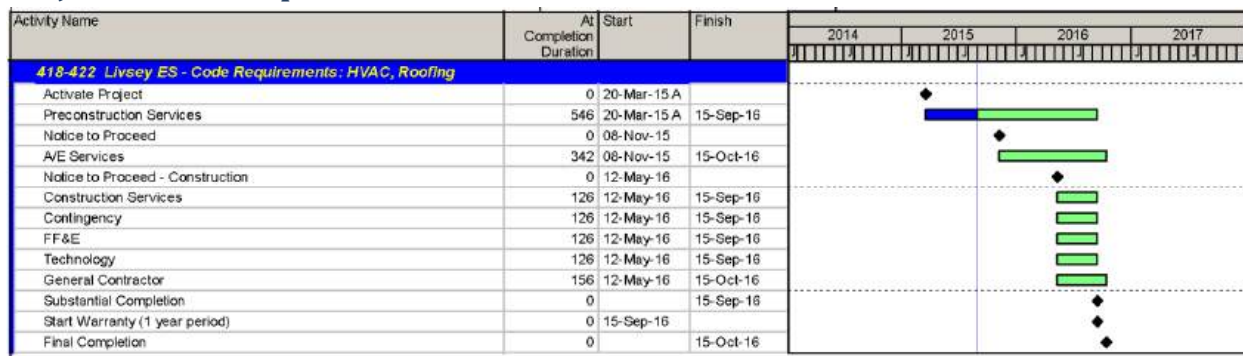 Activity Name At Completion Duration Start Finish
2014 2015 2016 2017
J J J J J J J
418-422 Livsey ES - Code Requirements: HVAC, Roofing
Activate Project 0 20-Mar-15 A
Preconstruction Services 546 20-Mar-15 A 15-Sep-16
Notice to Proceed 0 08-Nov-15
A/E Services 342 08-Nov-15 15-Oct-16
Notice to Proceed - Construction 0 12-May-16
Construction Services 126 12-May-16 15-Sep-16
Contingency 126 12-May-16 15-Sep-16
FF&E 126 12-May-16 15-Sep-16
Technology 126 12-May-16 15-Sep-16
General Contractor 156 12-May-16 15-Oct-16
Substantial Completion 0 15-Sep-16
Start Warranty (1 year period) 0 15-Sep-16
Final Completion 0 15-Oct-16